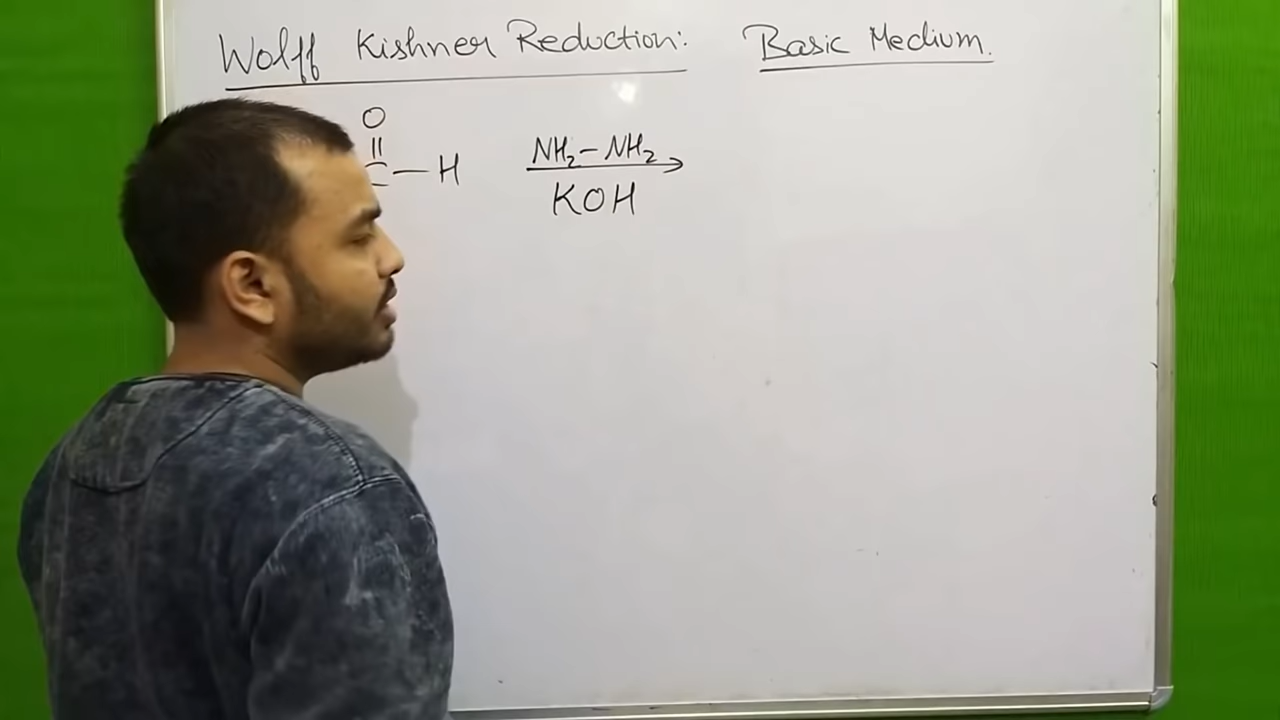 Wolff Kishner Reduction: Basic Medium.
O
||
C — H
NH₂ — NH₂
KOH